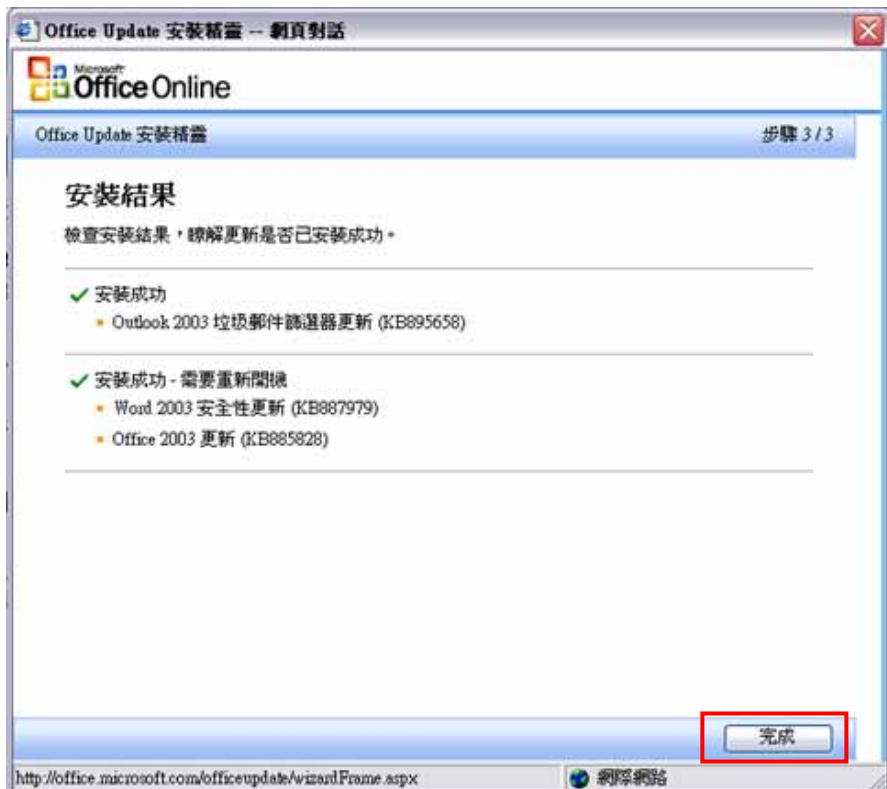 Office Update 安裝精靈 -- 網頁對話
Microsoft
Office Online
Office Update 安裝精靈
步驟 3 / 3
安裝結果
檢查安裝結果，瞭解更新是否已安裝成功。
安裝成功
Outlook 2003 垃圾郵件篩選器更新 (KB895658)
安裝成功 - 需要重新開機
Word 2003 安全性更新 (KB887979)
Office 2003 更新 (KB885828)
完成
http://office.microsoft.com/officeupdate/wizardFrame.aspx
網際網路